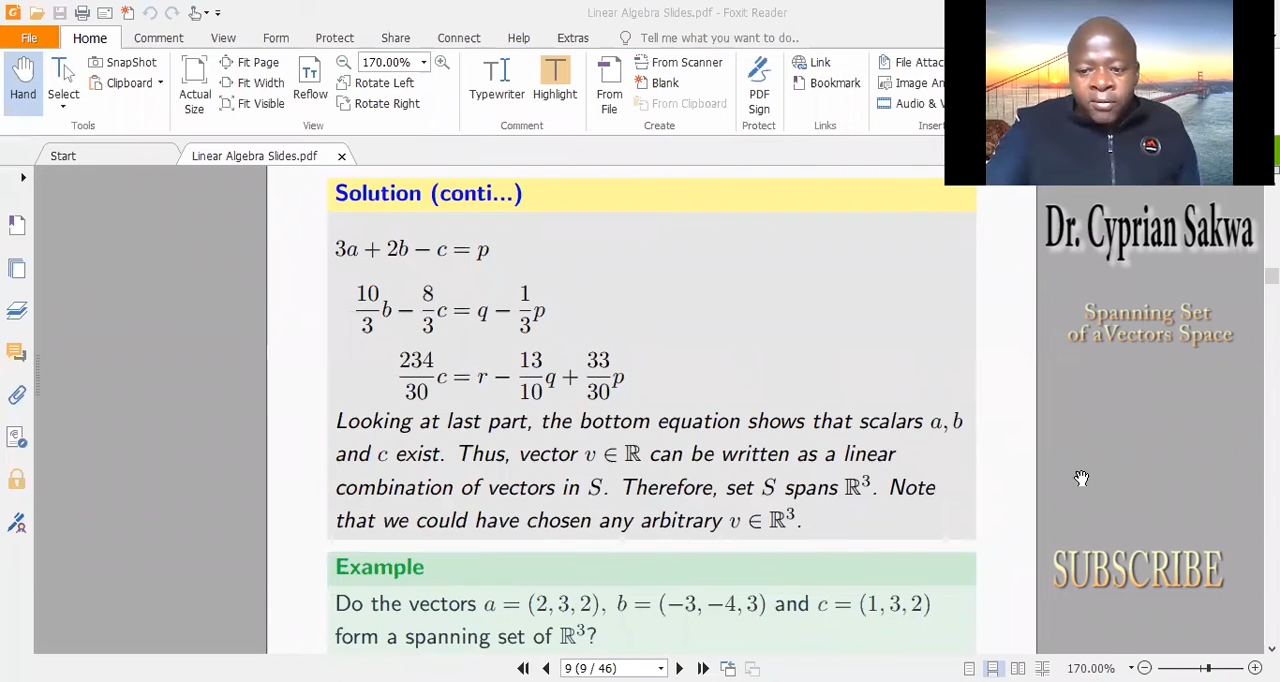 Linear Algebra Slides.pdf - Foxit Reader
File Home Comment View Form Protect Share Connect Help Extras Tell me what you want to do..
Hand
Select
SnapShot
Clipboard
Tools
Actual Size
Fit Page
Fit Width
Fit Visible
Reflow
170.00%
Rotate Left
Rotate Right
View
Typewriter
Highlight
Comment
From File
From Scanner
Blank
From Clipboard
Create
PDF Sign
Protect
Link
Bookmark
Links
File Attac
Image An
Audio & V
Insert
Start
Linear Algebra Slides.pdf
Solution (conti...)
3a + 2b − c = p
10/3 b − 8/3 c = q − 1/3 p
234/30 c = r − 13/10 q + 33/30 p
Looking at last part, the bottom equation shows that scalars a, b
and c exist. Thus, vector v ∈ ℝ can be written as a linear
combination of vectors in S. Therefore, set S spans ℝ³. Note
that we could have chosen any arbitrary v ∈ ℝ³.
Example
Do the vectors a = (2, 3, 2), b = (−3, −4, 3) and c = (1, 3, 2)
form a spanning set of ℝ³?
Dr. Cyprian Sakwa
Spanning Set
of aVectors Space
SUBSCRIBE
9 (9 / 46)
170.00%